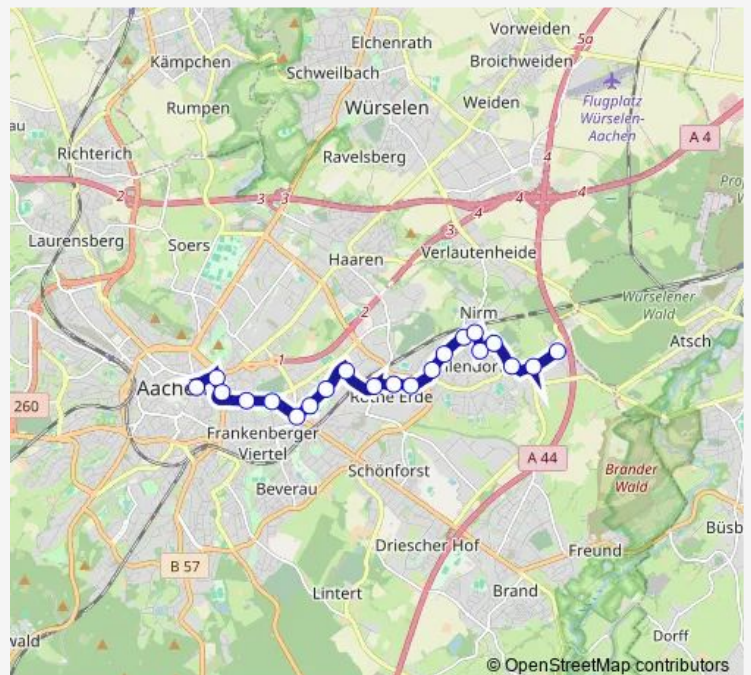 Vorweiden
5a
Elchenrath
Kämpchen
Broichweiden
Schweilbach
Flugplatz
Würselen-
Aachen
Rumpen
Würselen
Weiden
au
4
A 4
Richterich
Ravelsberg
2
3
3
4
4
4
3
Laurensberg
Soers
Haaren
Verlautenheide
Würselener
Wald
Nirm
2
Atsch
1
260
Rothe Erde
Frankenberger
Viertel
A 44
Schönforst
Brander
Wald
Beverau
Driescher Hof
Freund
Büsb
B 57
Lintert
Brand
Dorff
wald
© OpenStreetMap contributors